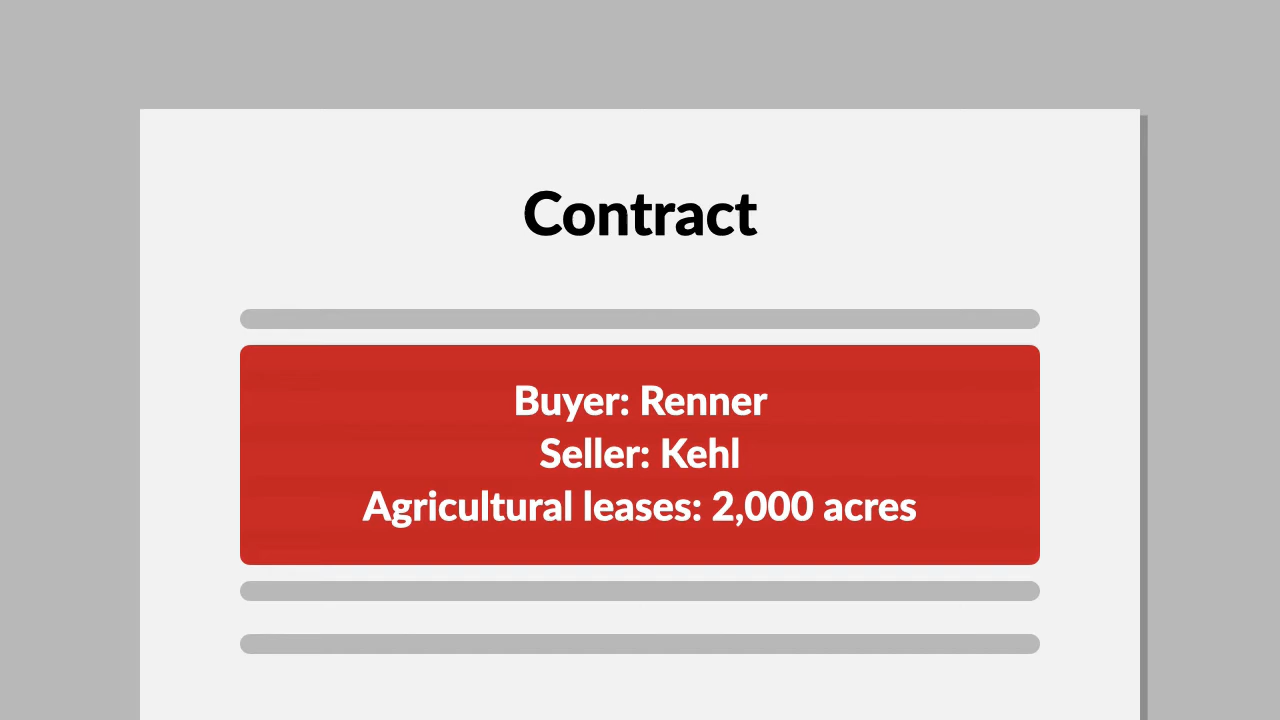 Contract
Buyer: Renner
Seller: Kehl
Agricultural leases: 2,000 acres